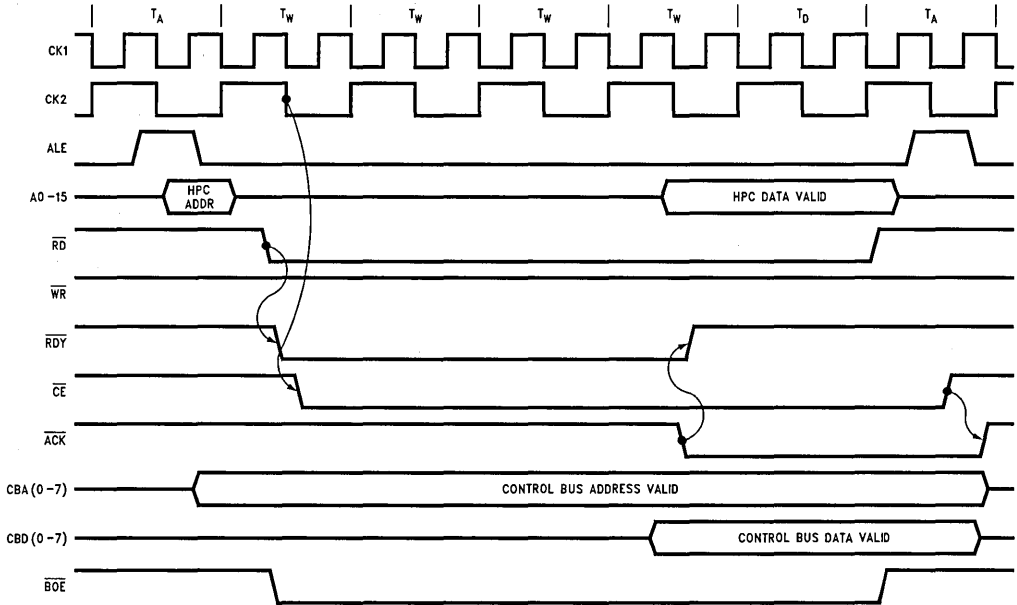 TA TW TW TW TW TD TA
CK1
CK2
ALE
A0-15 HPC ADDR HPC DATA VALID
RD
WR
RDY
CE
ACK
CBA (0-7) CONTROL BUS ADDRESS VALID
CBD (0-7) CONTROL BUS DATA VALID
BOE